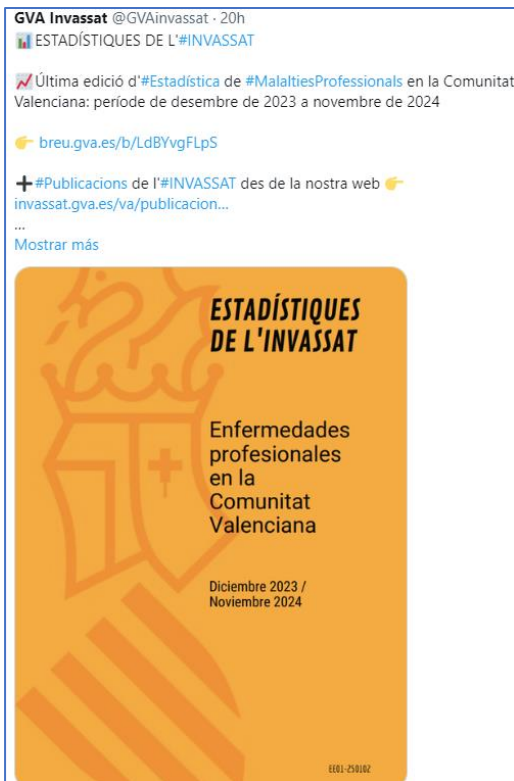 GVA Invassat @GVAinvassat · 20h
📊ESTADÍSTIQUES DE L'#INVASSAT
📈Última edició d'#Estadística de #MalaltiesProfessionals en la Comunitat
Valenciana: període de desembre de 2023 a novembre de 2024
👉 breu.gva.es/b/LdBYvgFLpS
➕#Publicacions de l'#INVASSAT des de la nostra web 👉
invassat.gva.es/va/publicacion...
...
Mostrar más
ESTADÍSTIQUES
DE L'INVASSAT
Enfermedades
profesionales
en la
Comunitat
Valenciana
Diciembre 2023 /
Noviembre 2024
EE01-250102